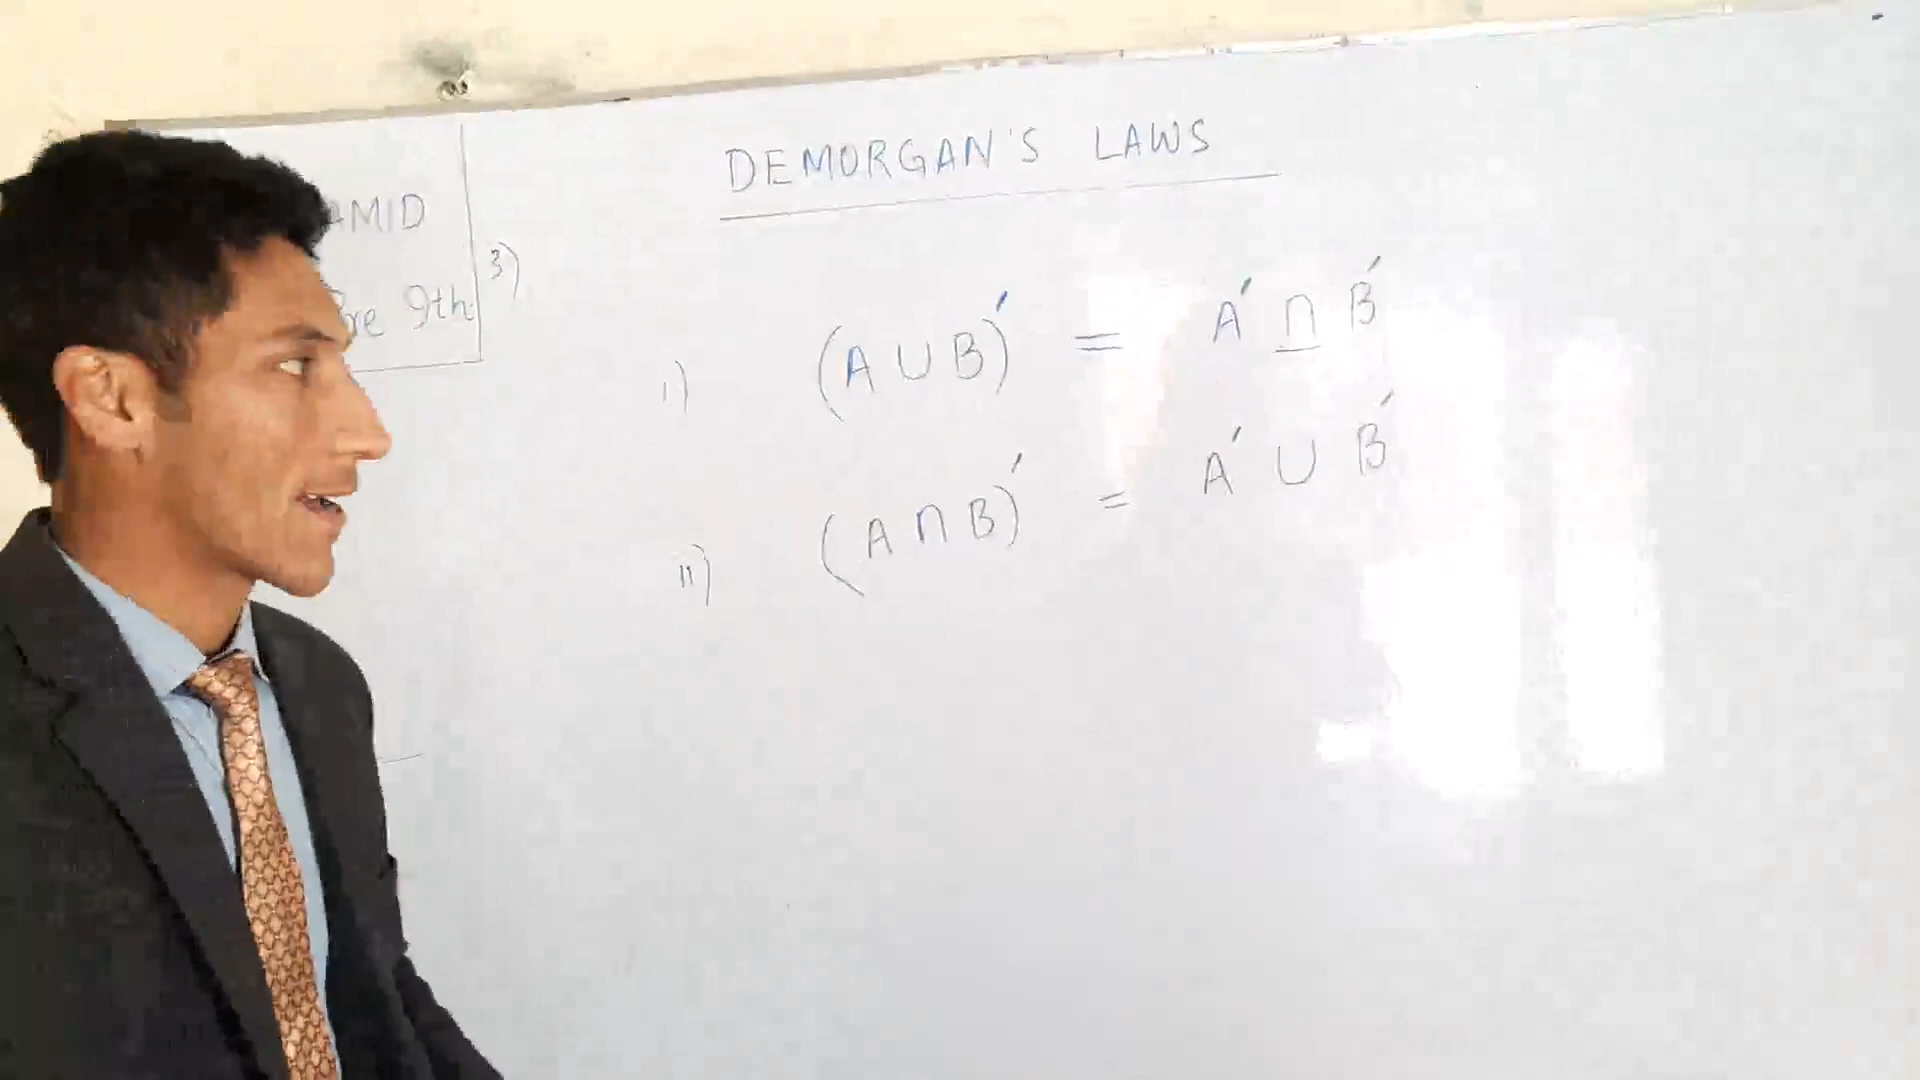 DEMORGAN'S LAWS
AMID
9th
3)
i) (A ∪ B)′ = A′ ∩ B′
ii) (A ∩ B)′ = A′ ∪ B′